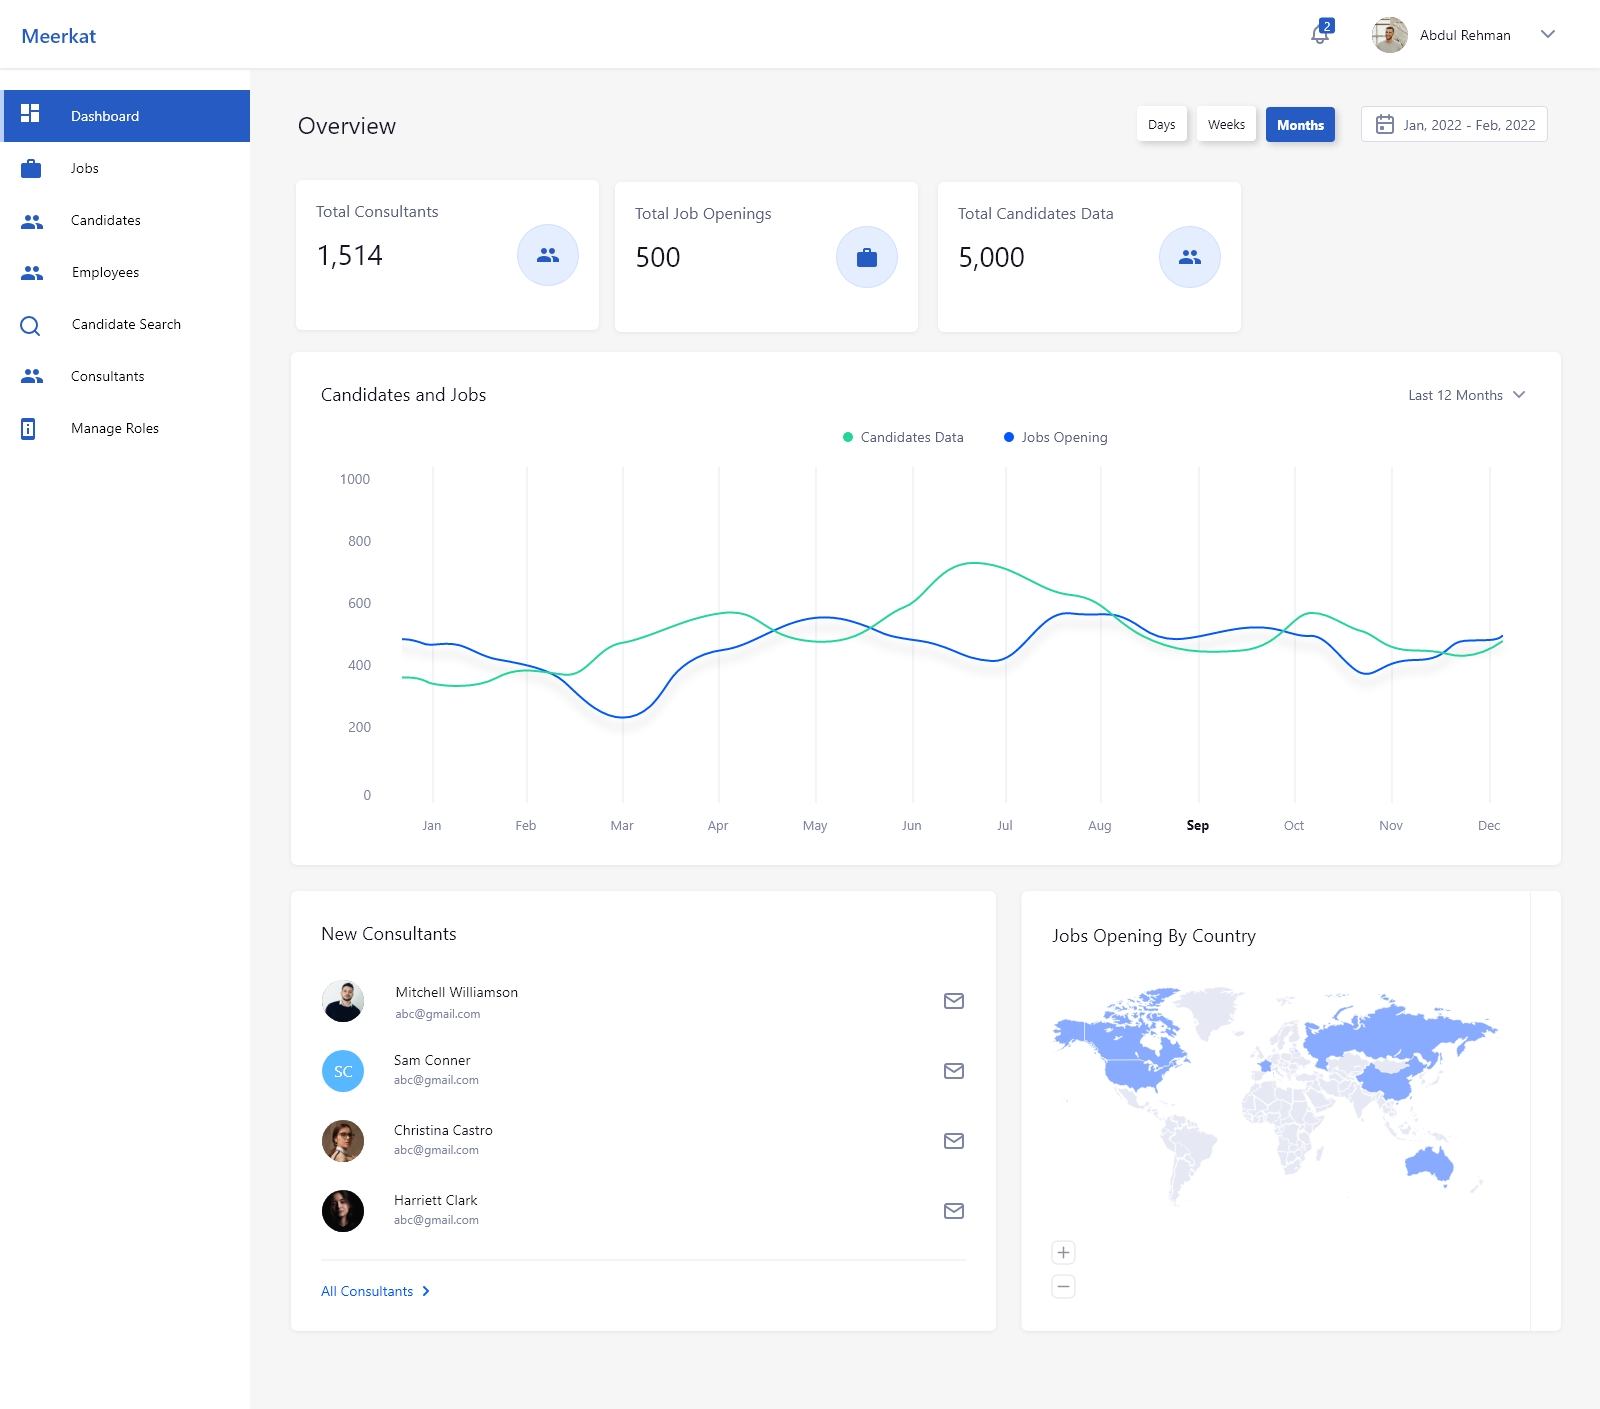 Meerkat
2
Abdul Rehman
Dashboard
Jobs
Candidates
Employees
Candidate Search
Consultants
Manage Roles
Overview
Days
Weeks
Months
Jan, 2022 - Feb, 2022
Total Consultants
1,514
Total Job Openings
500
Total Candidates Data
5,000
Candidates and Jobs
Last 12 Months
Candidates Data
Jobs Opening
1000
800
600
400
200
0
Jan Feb Mar Apr May Jun Jul Aug Sep Oct Nov Dec
New Consultants
Mitchell Williamson
abc@gmail.com
SC
Sam Conner
abc@gmail.com
Christina Castro
abc@gmail.com
Harriett Clark
abc@gmail.com
All Consultants
Jobs Opening By Country